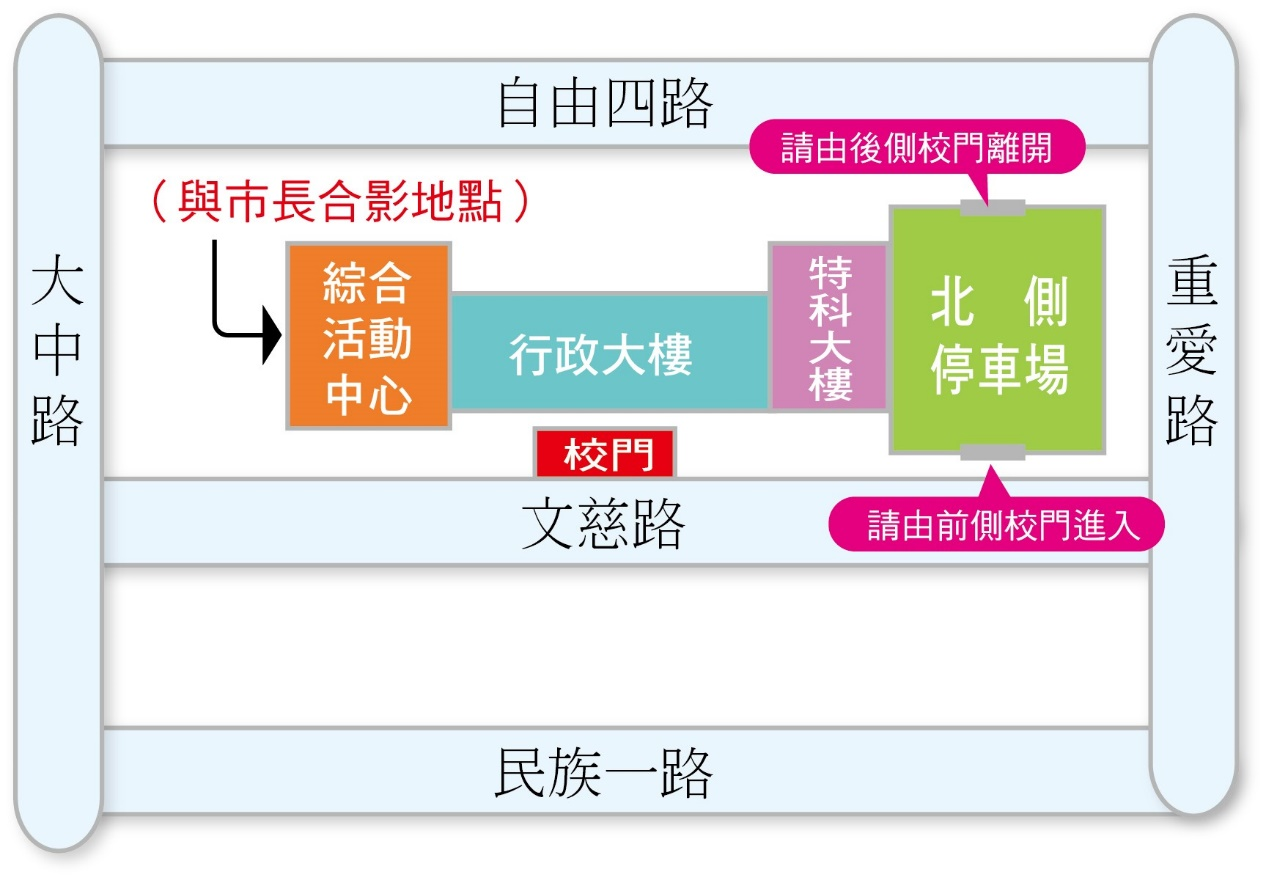 自由四路
請由後側校門離開
（與市長合影地點）
大中路
綜合
活動
中心
行政大樓
特科大樓
北 側
停車場
重愛路
校門
文慈路
請由前側校門進入
民族一路